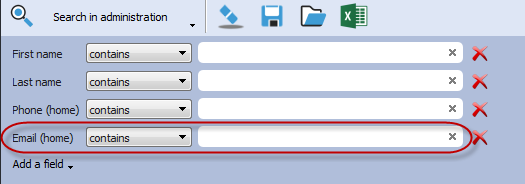 Search in administration
First name contains
Last name contains
Phone (home) contains
Email (home) contains
Add a field